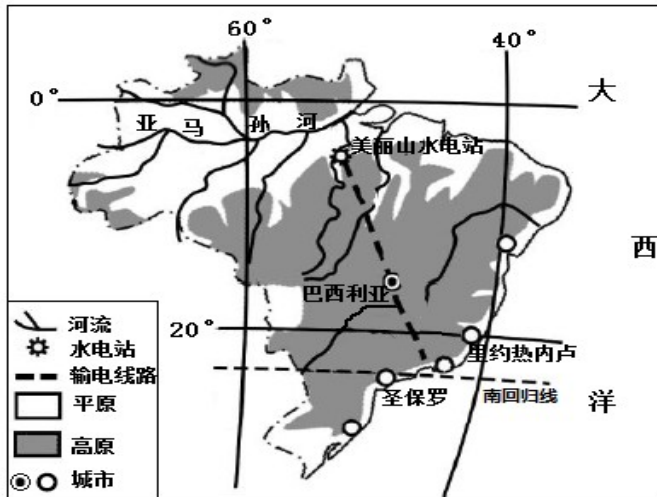 60°
40°
0°
大
亚马孙河
美丽山水电站
西
巴西利亚
20°
里约热内卢
圣保罗
南回归线
洋
河流
水电站
输电线路
平原
高原
城市